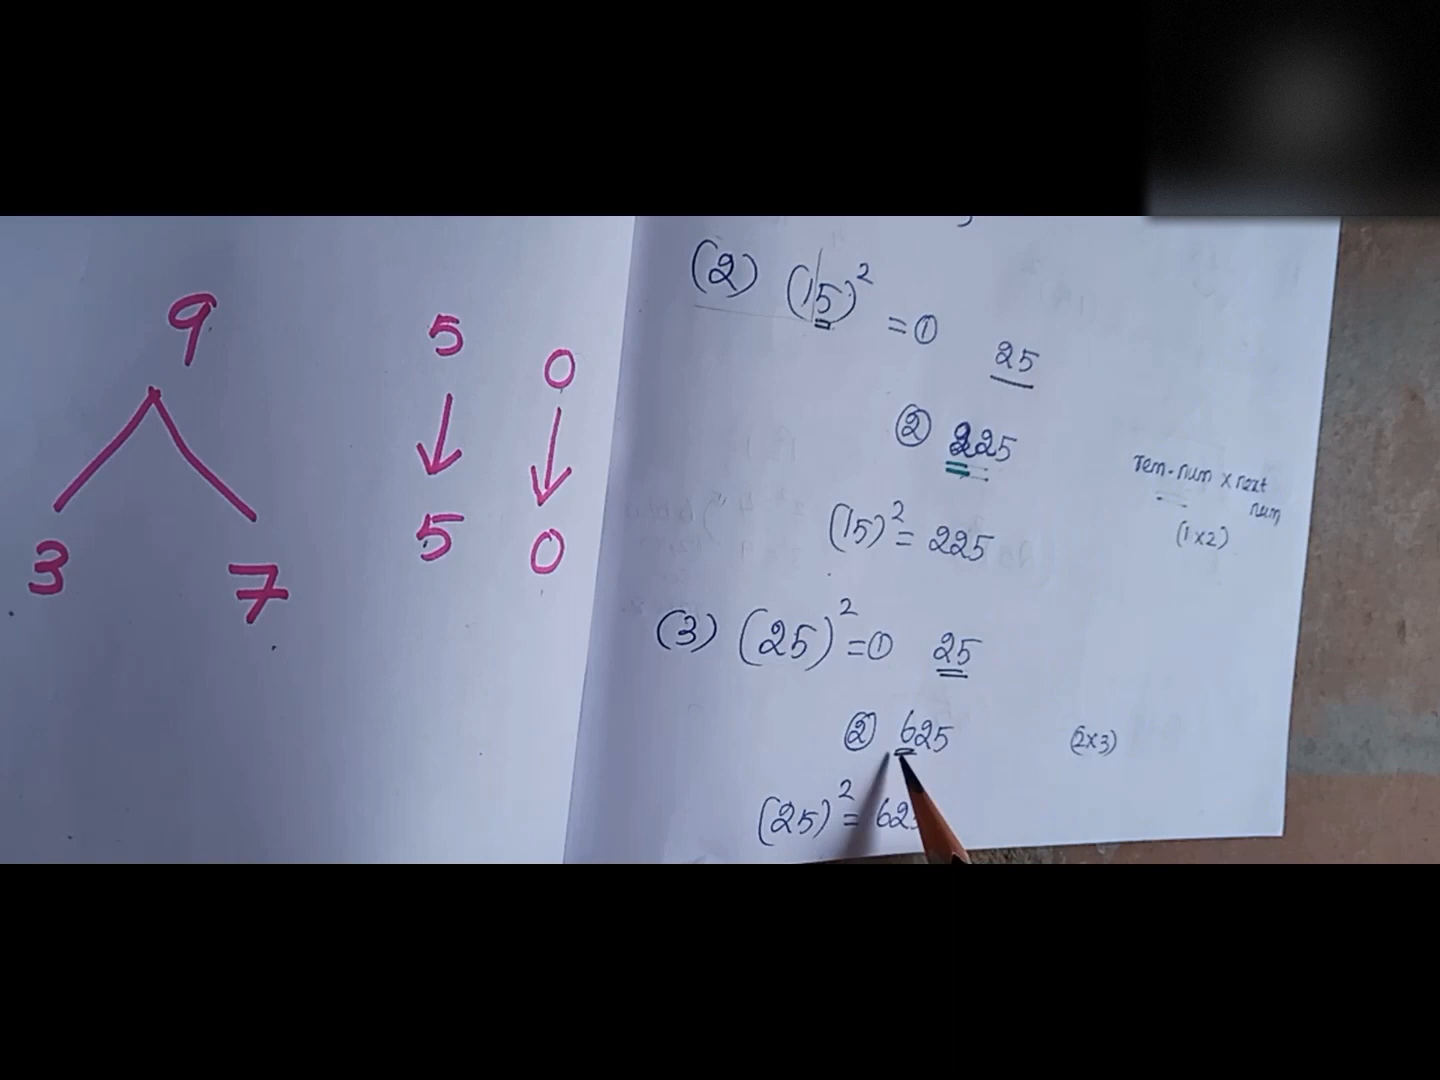 9 5 0
3 7 5 0
(2) (15)² = ① 25
② 225
rem. num x next
num
(1x2)
(15)² = 225
(3) (25)² = ① 25
② 625 (2x3)
(25)² = 62